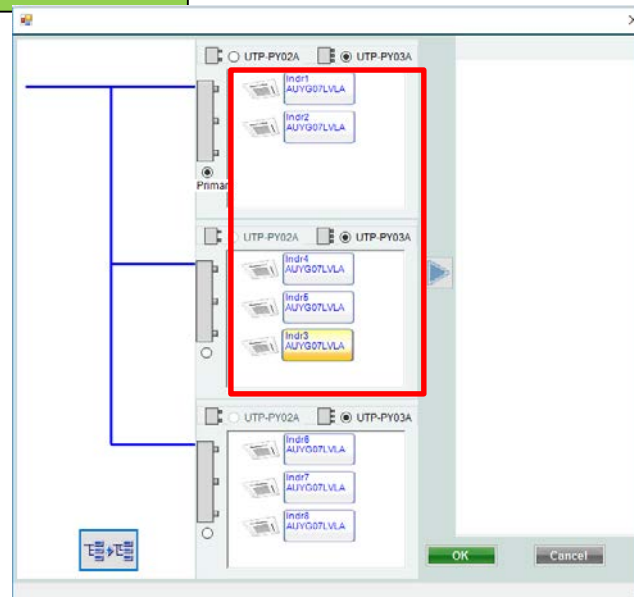 UTP-PY02A UTP-PY03A
Indr1
AUYG07LVLA
Indr2
AUYG07LVLA
Primar
UTP-PY02A UTP-PY03A
Indr4
AUYG07LVLA
Indr5
AUYG07LVLA
Indr3
AUYG07LVLA
UTP-PY02A UTP-PY03A
Indr6
AUYG07LVLA
Indr7
AUYG07LVLA
Indr8
AUYG07LVLA
OK Cancel